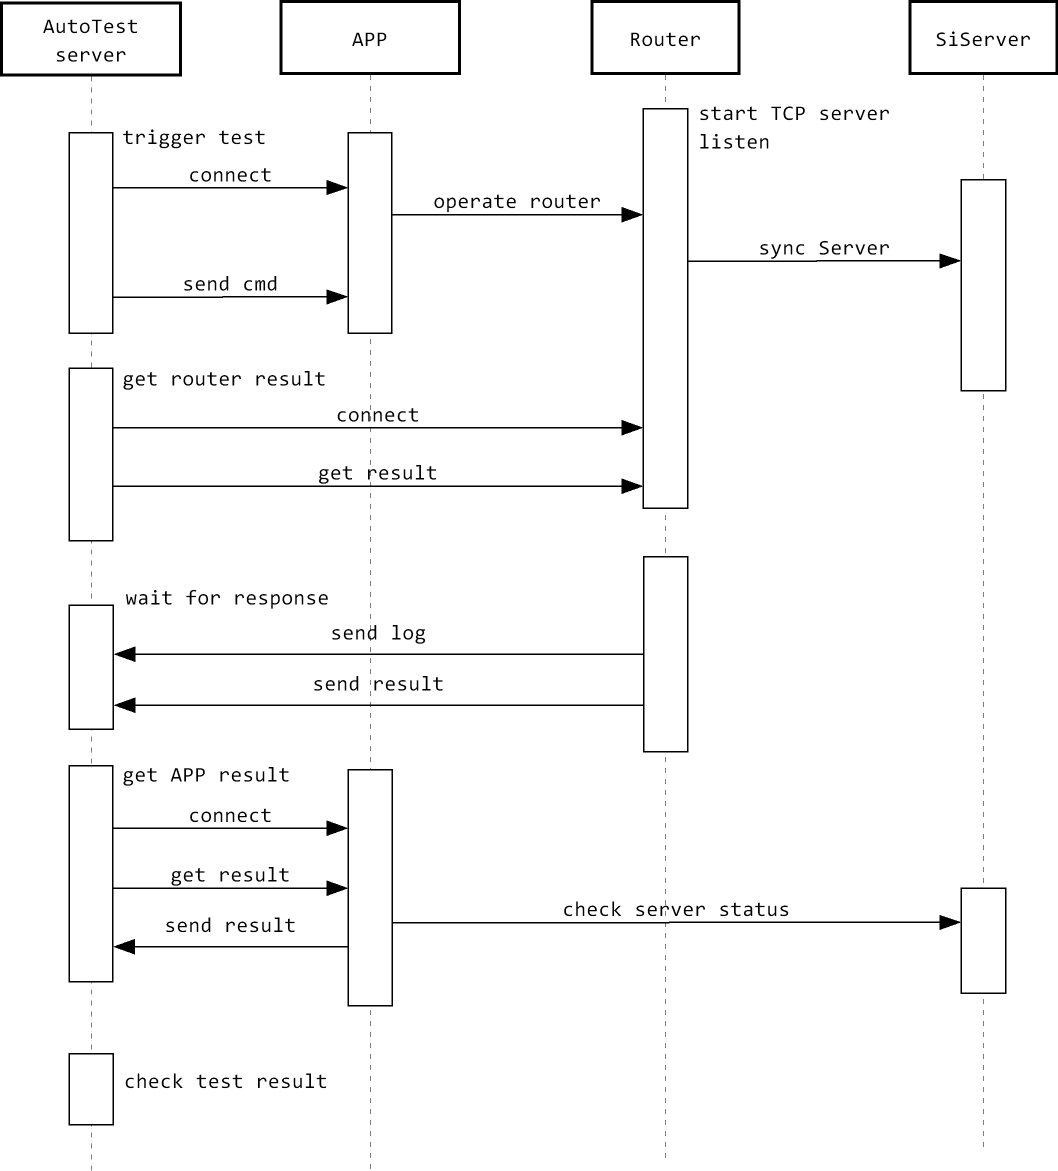 AutoTest
server
APP
Router
SiServer
start TCP server
listen
trigger test
connect
operate router
sync Server
send cmd
get router result
connect
get result
wait for response
send log
send result
get APP result
connect
get result
check server status
send result
check test result